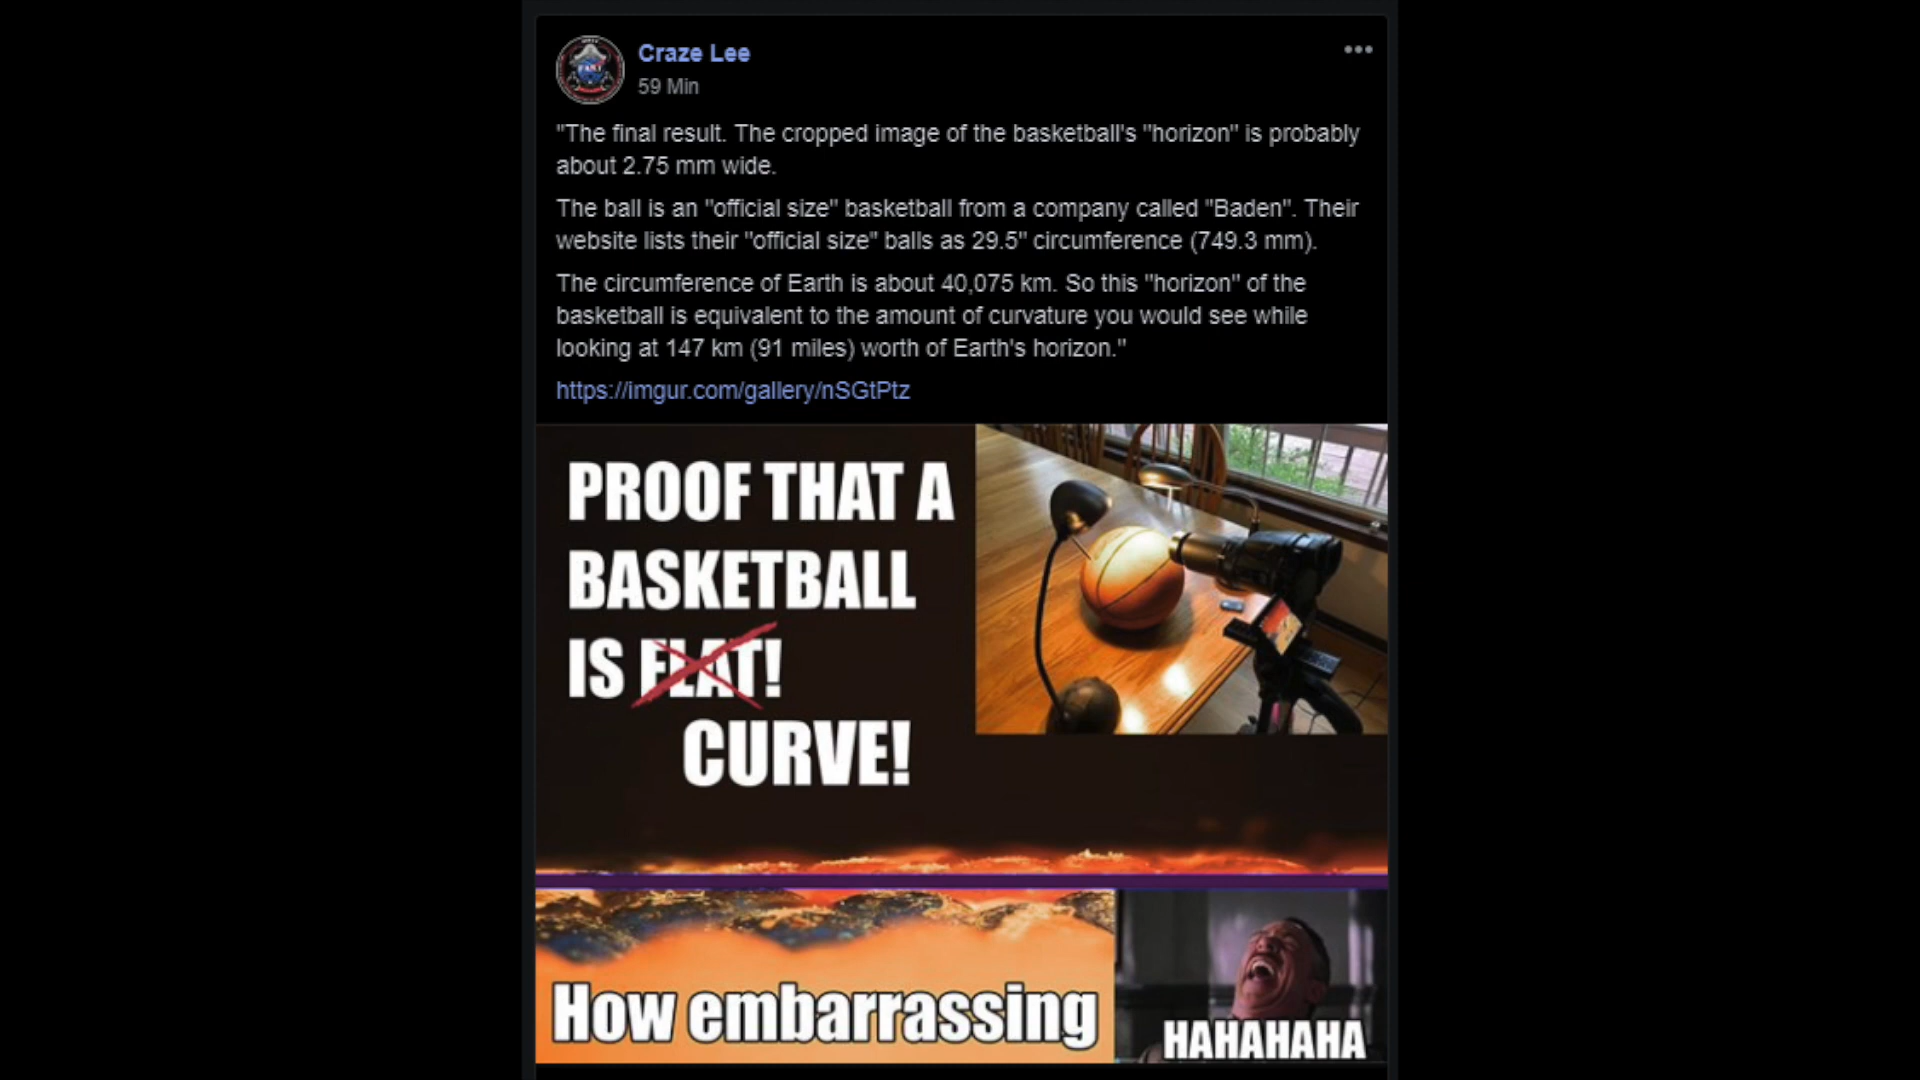 Craze Lee
59 Min
"The final result. The cropped image of the basketball's "horizon" is probably
about 2.75 mm wide.
The ball is an "official size" basketball from a company called "Baden". Their
website lists their "official size" balls as 29.5" circumference (749.3 mm).
The circumference of Earth is about 40,075 km. So this "horizon" of the
basketball is equivalent to the amount of curvature you would see while
looking at 147 km (91 miles) worth of Earth's horizon."
https://imgur.com/gallery/nSGtPtz
PROOF THAT A
BASKETBALL
IS FLAT!
CURVE!
How embarrassing
HAHAHAHA